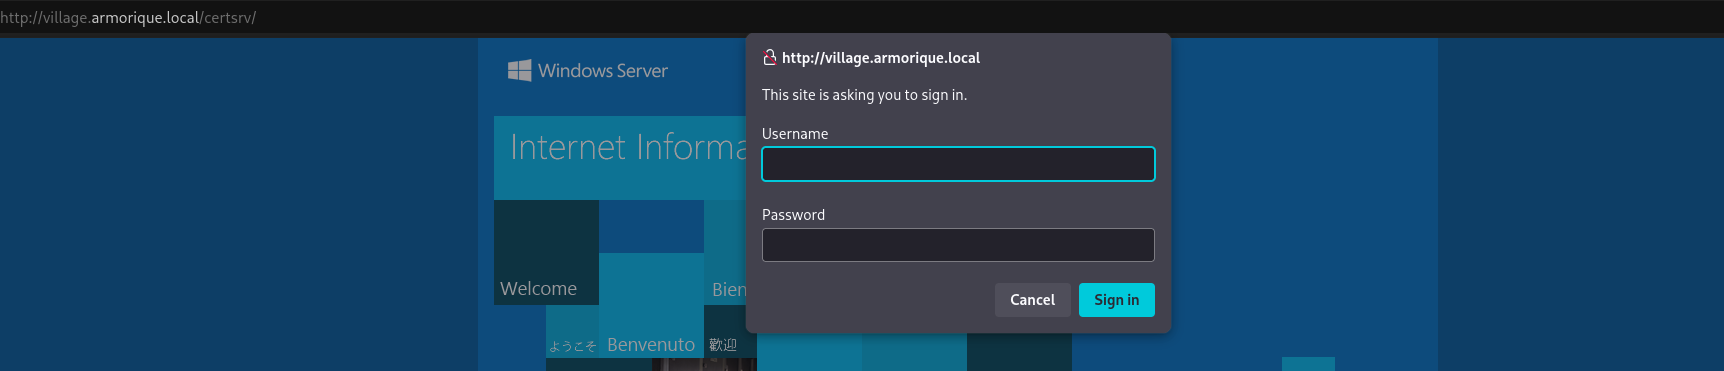 http://village.armorique.local/certsrv/
Windows Server
Internet Informa
Welcome
Bien
ようこそ
Benvenuto
歡迎
http://village.armorique.local
This site is asking you to sign in.
Username
Password
Cancel
Sign in